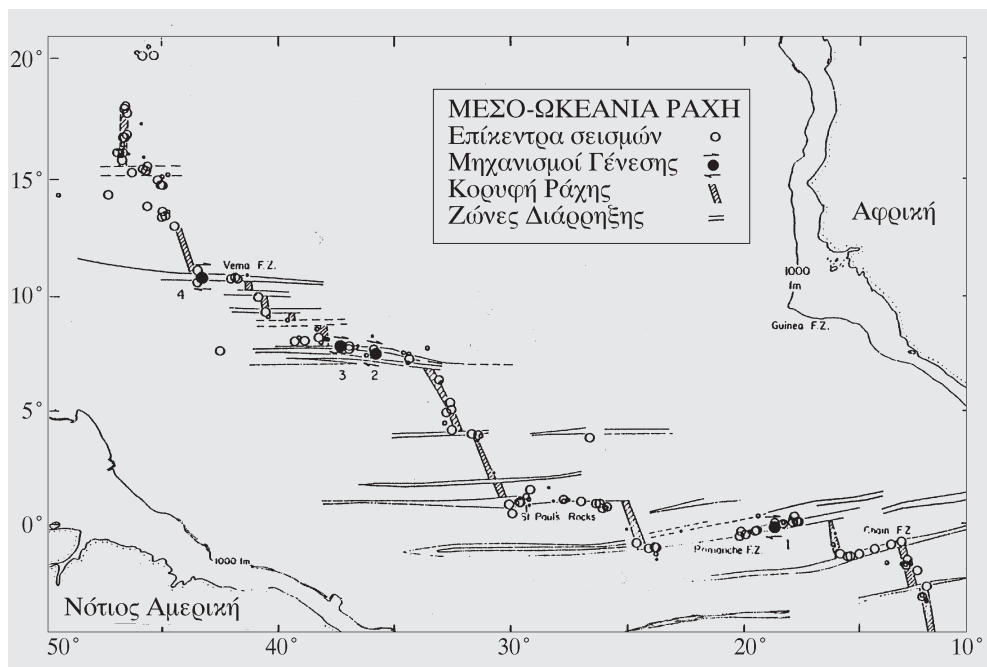 20°
15°
10°
5°
0°
50°
40°
30°
20°
10°
ΜΕΣΟ-ΩΚΕΑΝΙΑ ΡΑΧΗ
Επίκεντρα σεισμών
Μηχανισμοί Γένεσης
Κορυφή Ράχης
Ζώνες Διάρρηξης
Αφρική
1000
fm
Guinea F.Z.
Vema F.Z.
4
3
2
St Paul's Rocks
Romanche F.Z.
1
Chain F.Z.
1000 fm
Νότιος Αμερική